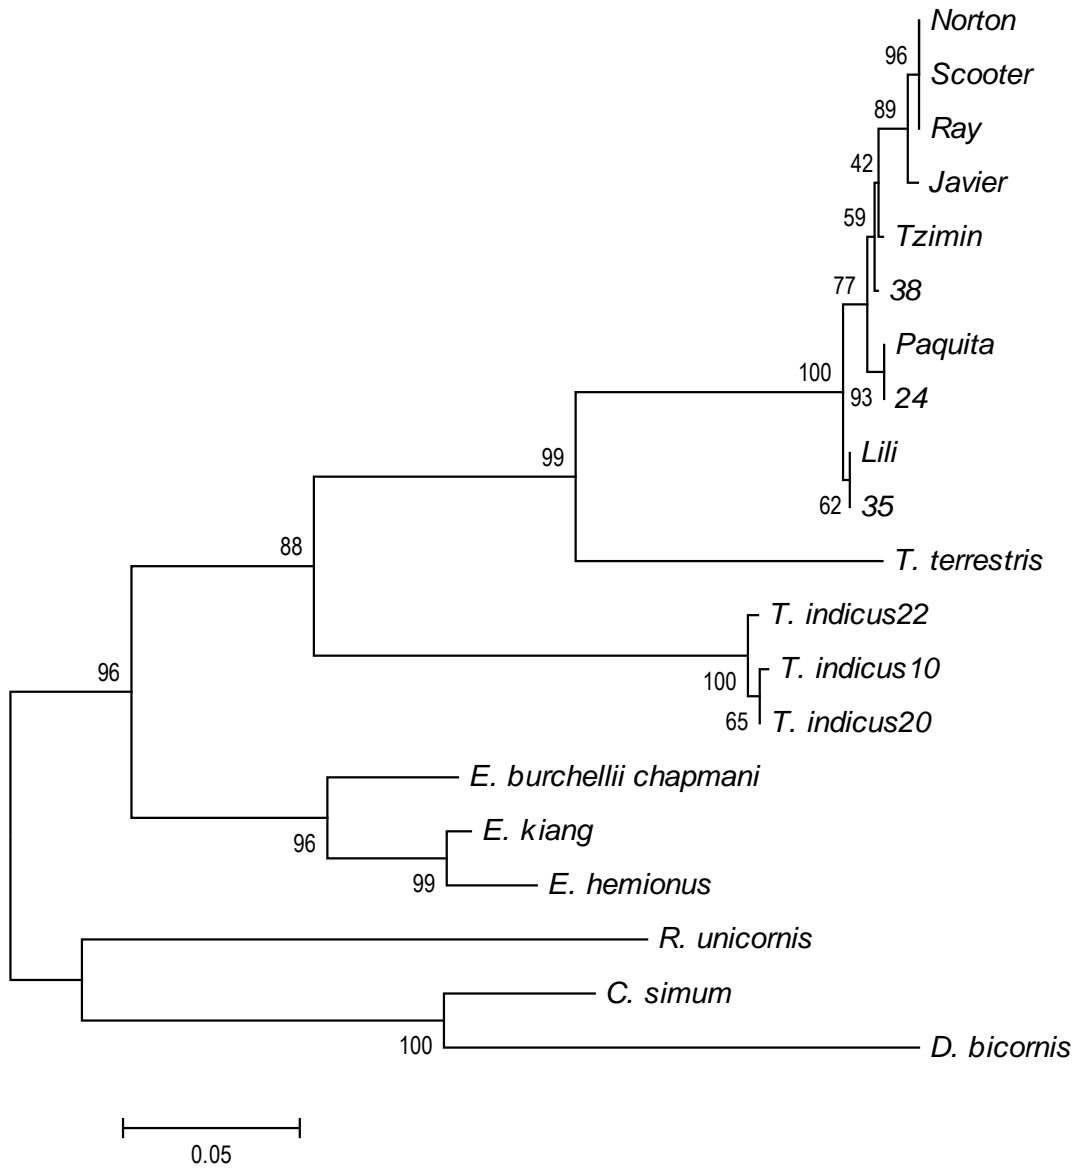 Norton
96
Scooter
89
Ray
42
Javier
59
Tzimin
77
38
Paquita
100
93
24
Lili
99
62
35
88
T. terrestris
T. indicus22
96
100
T. indicus10
65
T. indicus20
E. burchellii chapmani
96
E. kiang
99
E. hemionus
R. unicornis
C. simum
100
D. bicornis
0.05